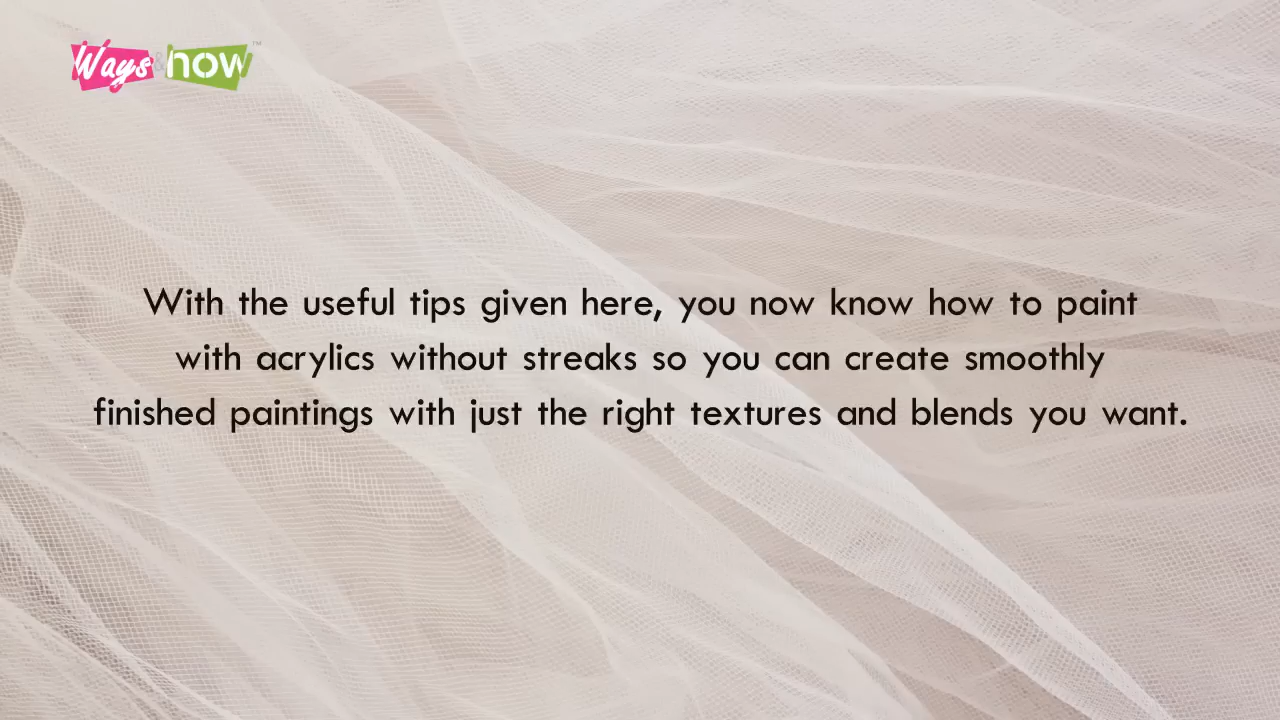 Ways & how™
With the useful tips given here, you now know how to paint
with acrylics without streaks so you can create smoothly
finished paintings with just the right textures and blends you want.